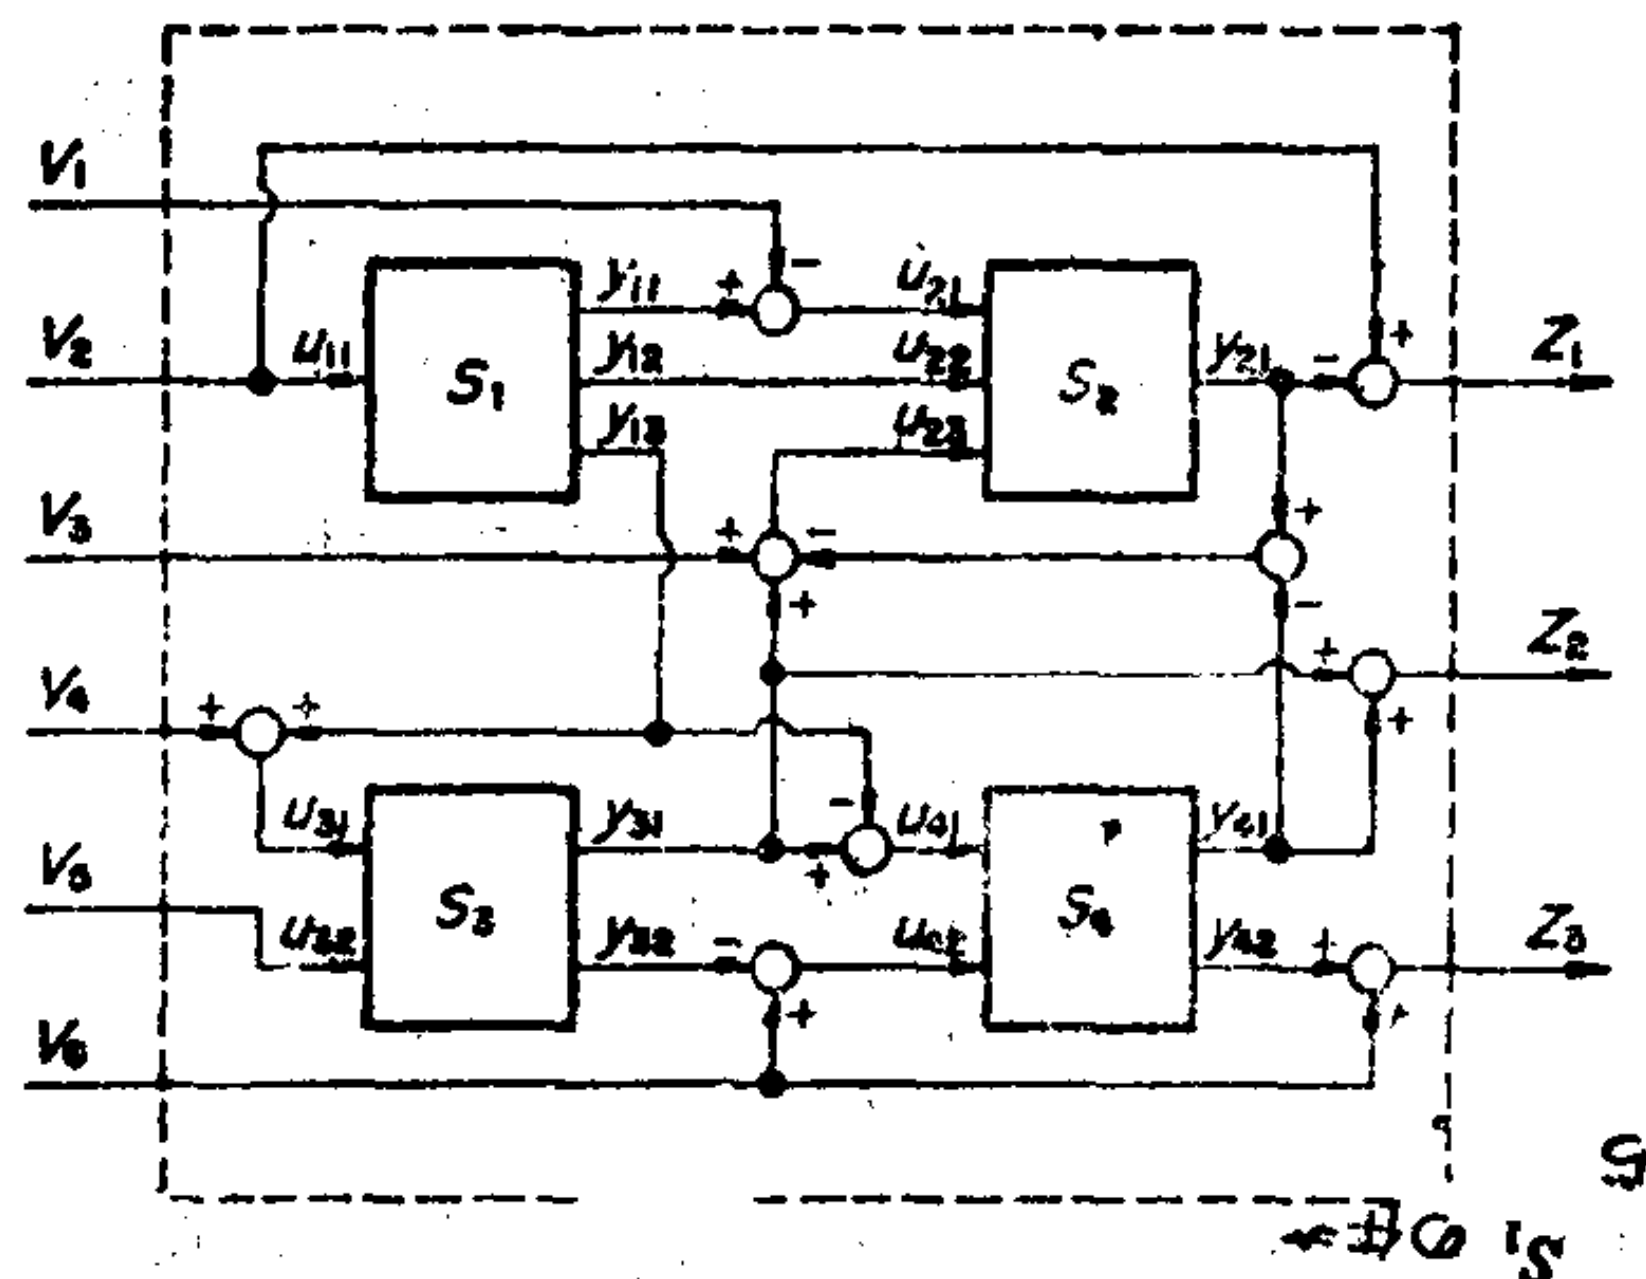 V₁
V₂
V₃
V₄
V₅
V₆
S₁
S₂
S₃
S₄
u₁₁
y₁₁
y₁₂
y₁₃
u₂₁
u₂₂
u₂₃
y₂₁
u₃₁
u₃₂
y₃₁
y₃₂
u₄₁
u₄₂
y₄₁
y₄₂
Z₁
Z₂
Z₃
+
-
+
-
+
-
+
+
-
+
+
+
+
-
+
-
+
+